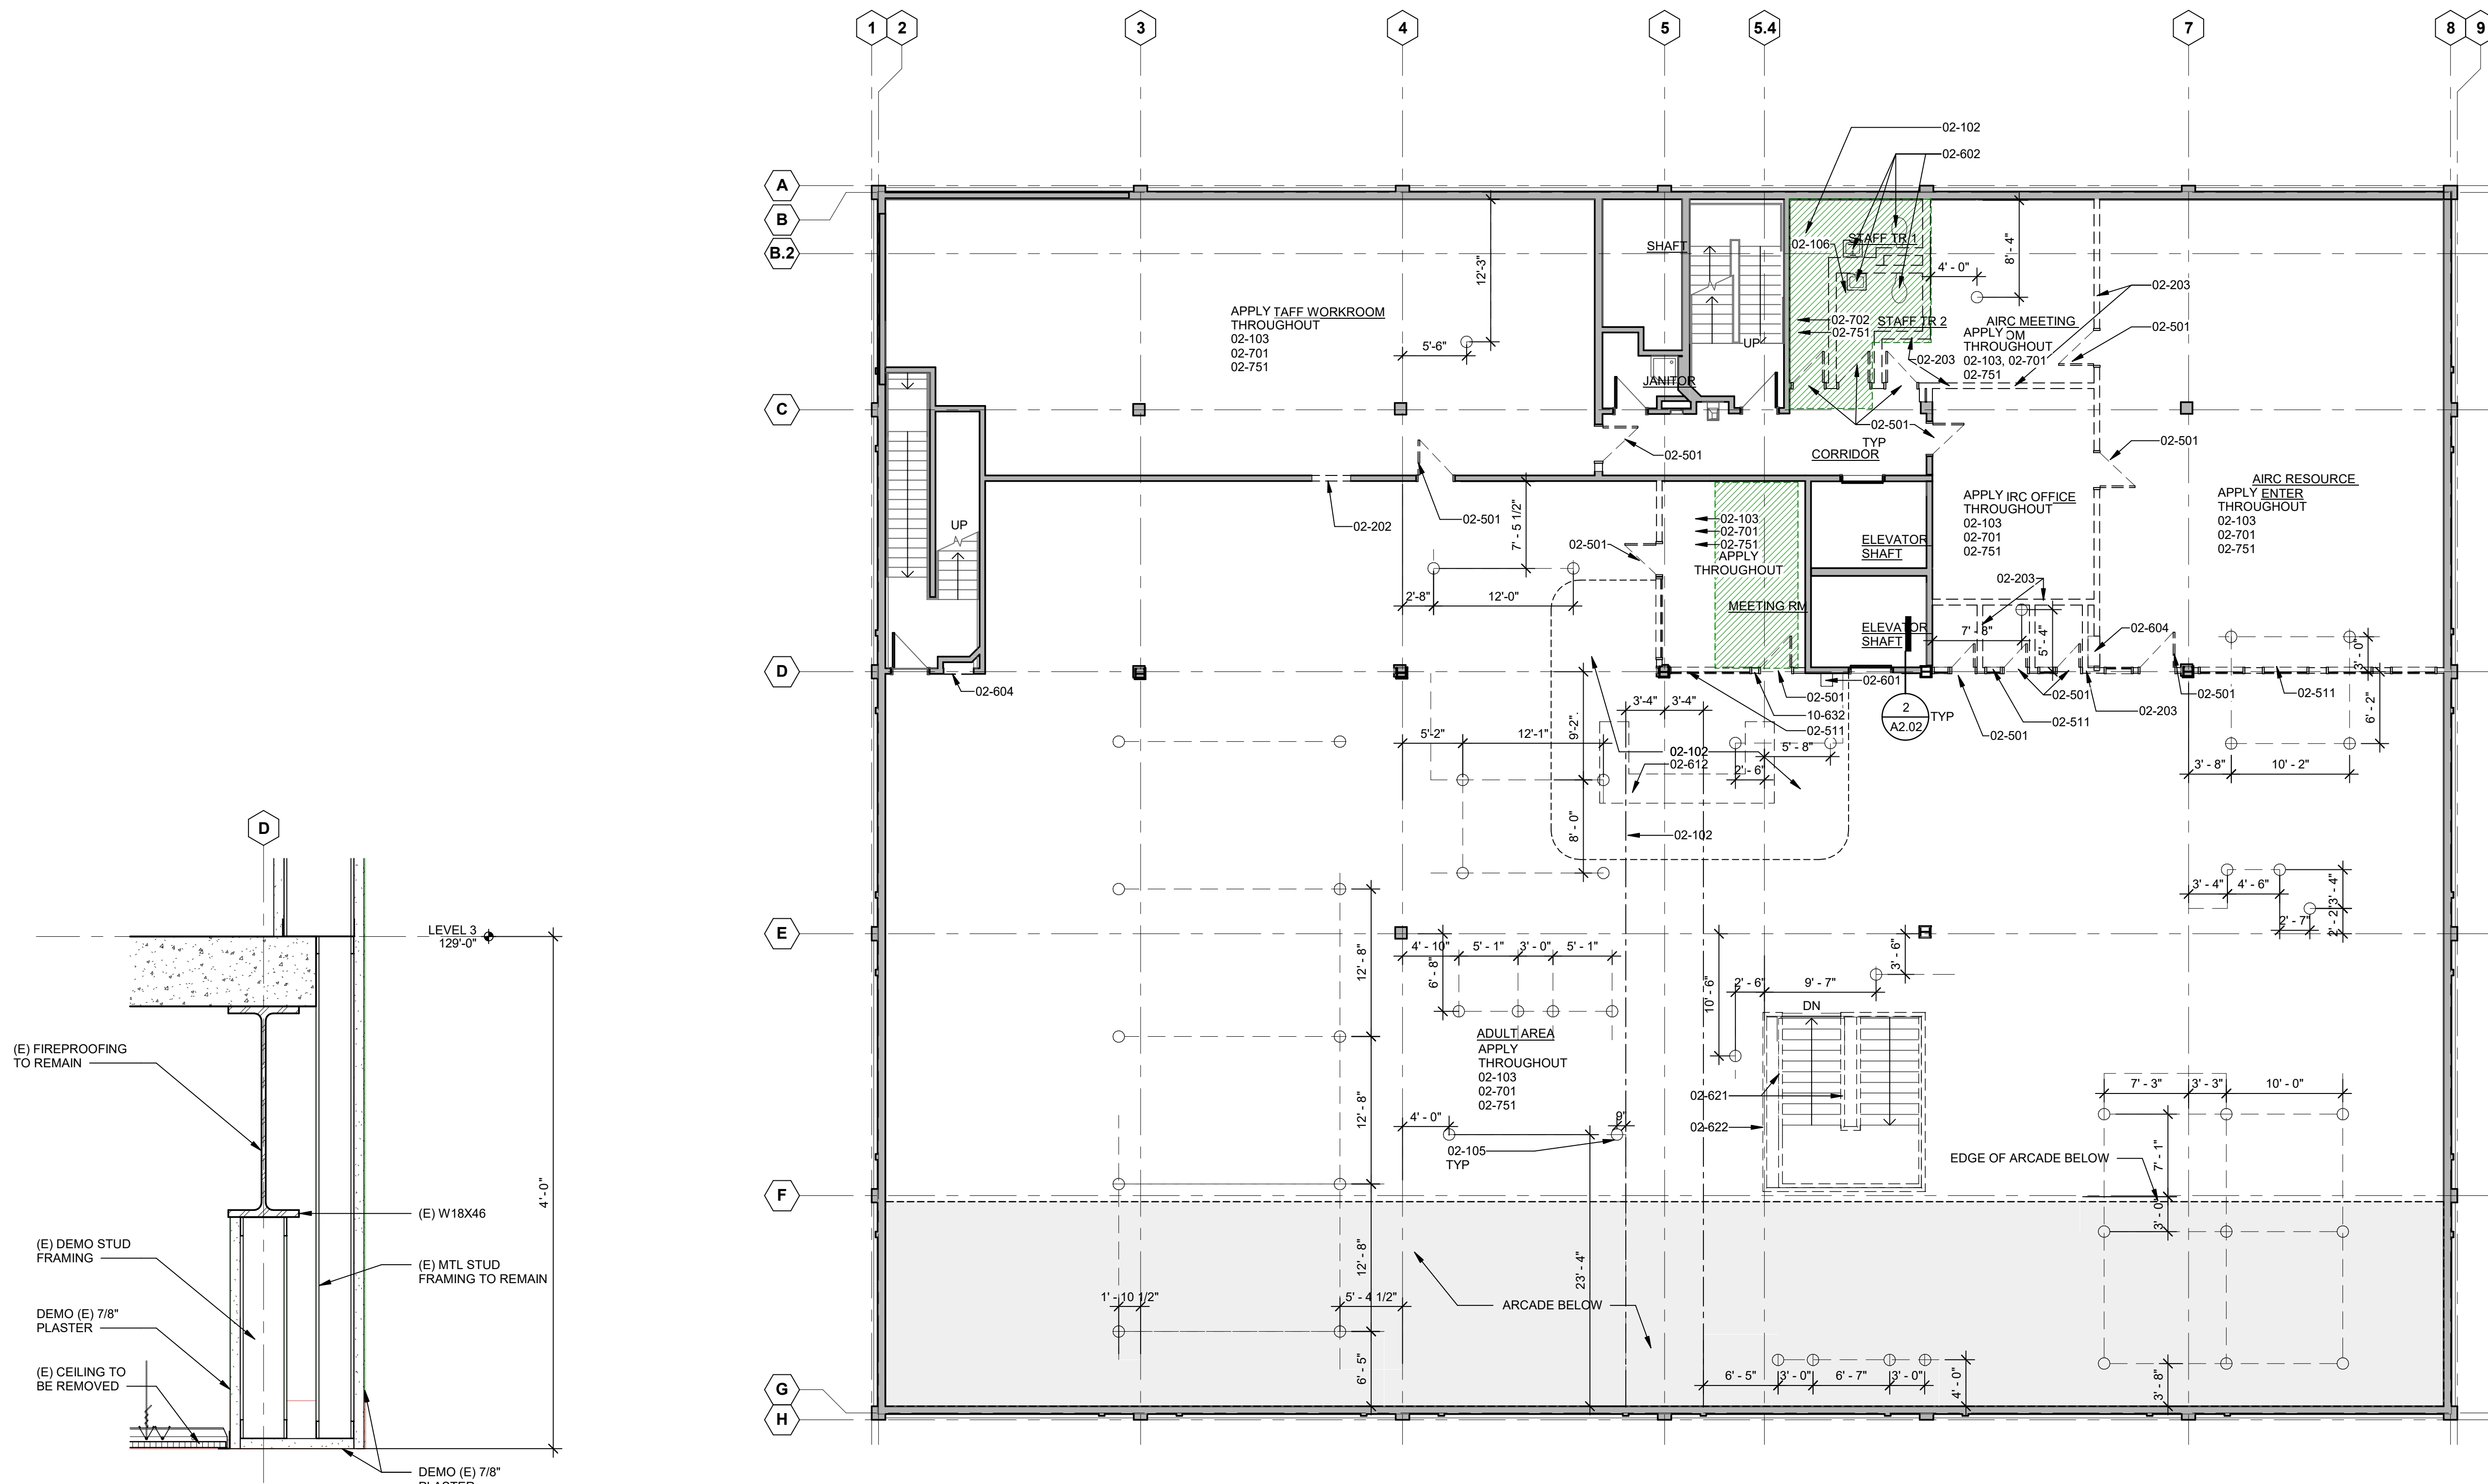 1
2
3
4
5
5.4
7
8
9
A
B
B.2
C
D
E
F
G
H
02-102
02-602
SHAFT
02-106
STAFF TR 1
12'-3"
8' - 4"
4' - 0"
02-203
APPLY TAFF WORKROOM
THROUGHOUT
02-103
02-701
02-751
5'-6"
02-702
02-751
STAFF TR 2
UP
AIRC MEETING
APPLY OM
THROUGHOUT
02-103, 02-701
02-751
02-501
02-203
JANITOR
02-501
TYP
CORRIDOR
02-501
02-501
UP
02-202
02-501
7' - 5 1/2"
02-501
02-103
02-701
02-751
APPLY
THROUGHOUT
MEETING RM
ELEVATOR
SHAFT
ELEVATOR
SHAFT
APPLY IRC OFFICE
THROUGHOUT
02-103
02-701
02-751
AIRC RESOURCE
APPLY ENTER
THROUGHOUT
02-103
02-701
02-751
2'-8"
12'-0"
02-203
7' - 8"
5' - 4"
02-604
3' - 0"
02-604
02-601
02-501
10-632
02-511
2
A2.02
TYP
02-501
02-511
02-501
02-203
02-501
02-511
6' - 2"
3'-4"
3'-4"
5'-2"
12'-1"
9'-2"
02-102
02-612
5' - 8"
2' - 6"
3' - 8"
10' - 2"
8' - 0"
02-102
3' - 4"
4' - 6"
3' - 4"
2' - 7"
2' - 2"
4' - 10"
5' - 1"
3' - 0"
5' - 1"
6' - 8"
12' - 8"
10' - 6"
2' - 6"
9' - 7"
3' - 6"
DN
ADULT AREA
APPLY
THROUGHOUT
02-103
02-701
02-751
02-621
02-622
12' - 8"
4' - 0"
9"
02-105
TYP
7' - 3"
3' - 3"
10' - 0"
7' - 1"
EDGE OF ARCADE BELOW
3' - 0"
12' - 8"
23' - 4"
1' - 10 1/2"
5' - 4 1/2"
ARCADE BELOW
6' - 5"
6' - 5"
3' - 0"
6' - 7"
3' - 0"
4' - 0"
3' - 8"
D
LEVEL 3
129'-0"
(E) FIREPROOFING
TO REMAIN
4'-0"
(E) W18X46
(E) DEMO STUD
FRAMING
(E) MTL STUD
FRAMING TO REMAIN
DEMO (E) 7/8"
PLASTER
(E) CEILING TO
BE REMOVED
DEMO (E) 7/8"
PLASTER